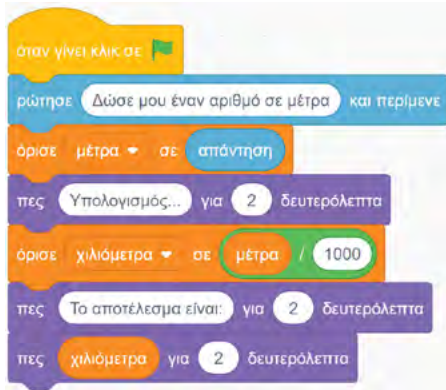 όταν γίνει κλικ σε
ρώτησε Δώσε μου έναν αριθμό σε μέτρα και περίμενε
όρισε μέτρα σε απάντηση
πες Υπολογισμός... για 2 δευτερόλεπτα
όρισε χιλιόμετρα σε μέτρα / 1000
πες Το αποτέλεσμα είναι: για 2 δευτερόλεπτα
πες χιλιόμετρα για 2 δευτερόλεπτα